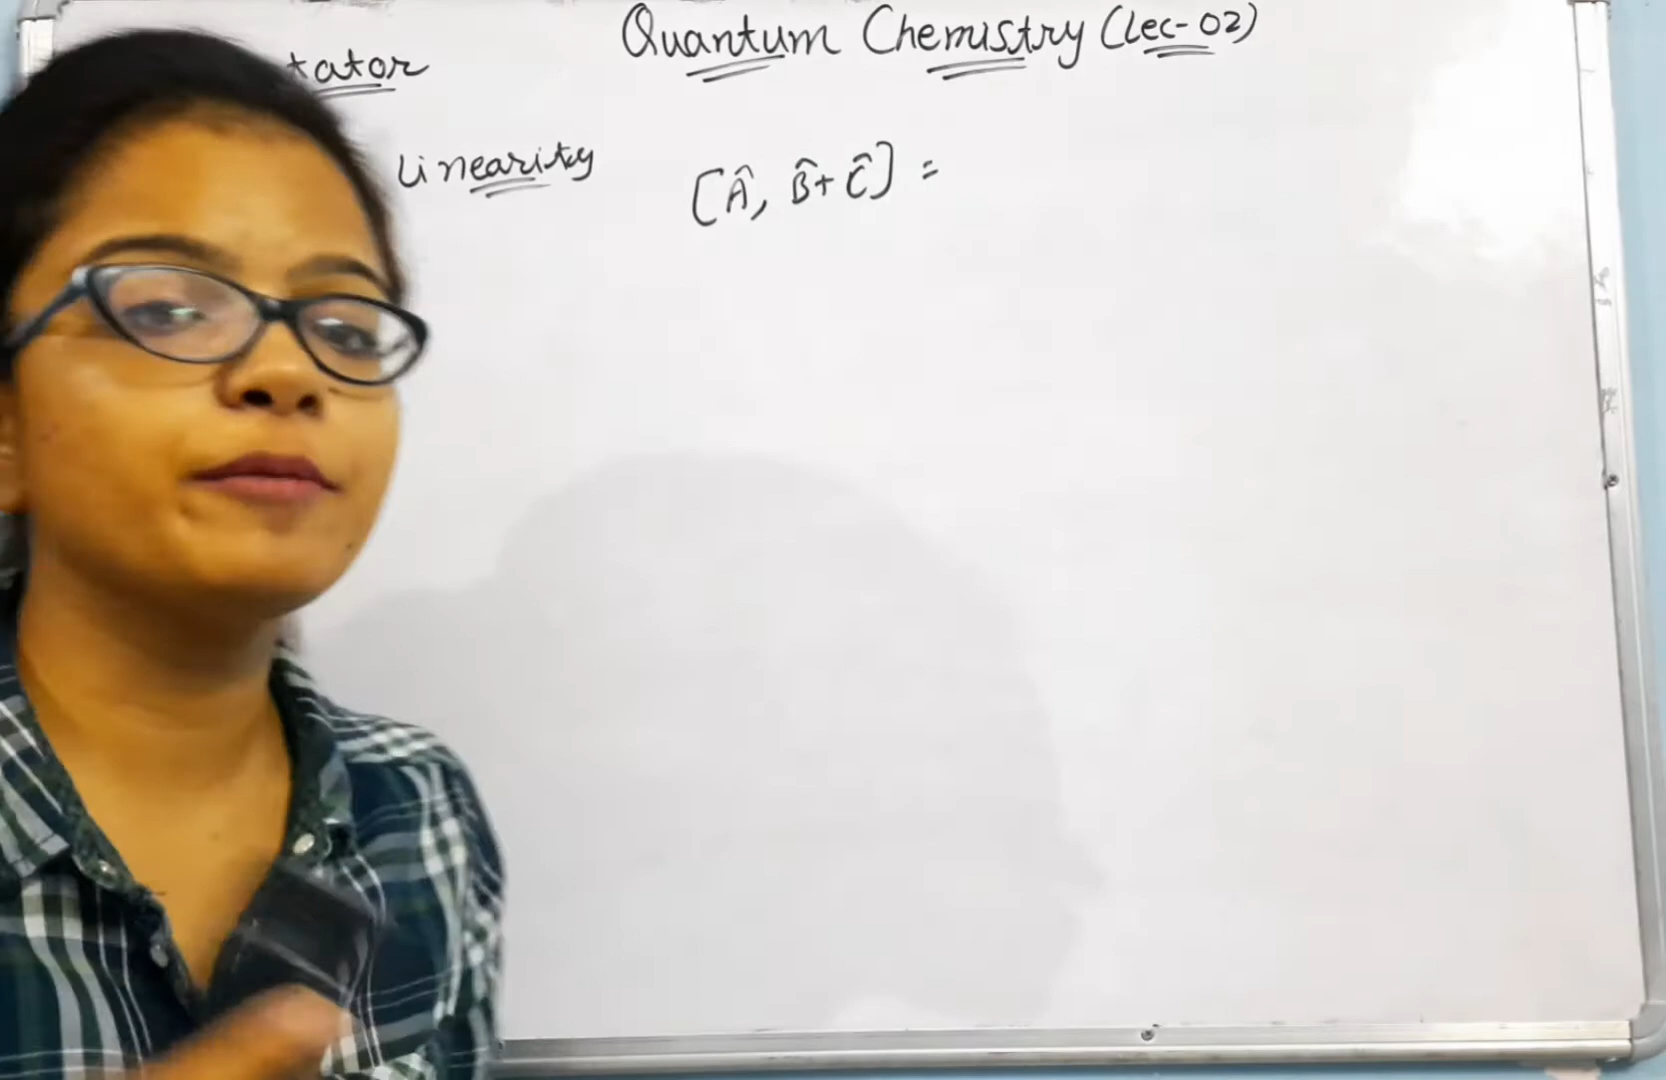 Quantum Chemistry (Lec-02)
tator
Linearity [Â, B̂+ Ĉ] =